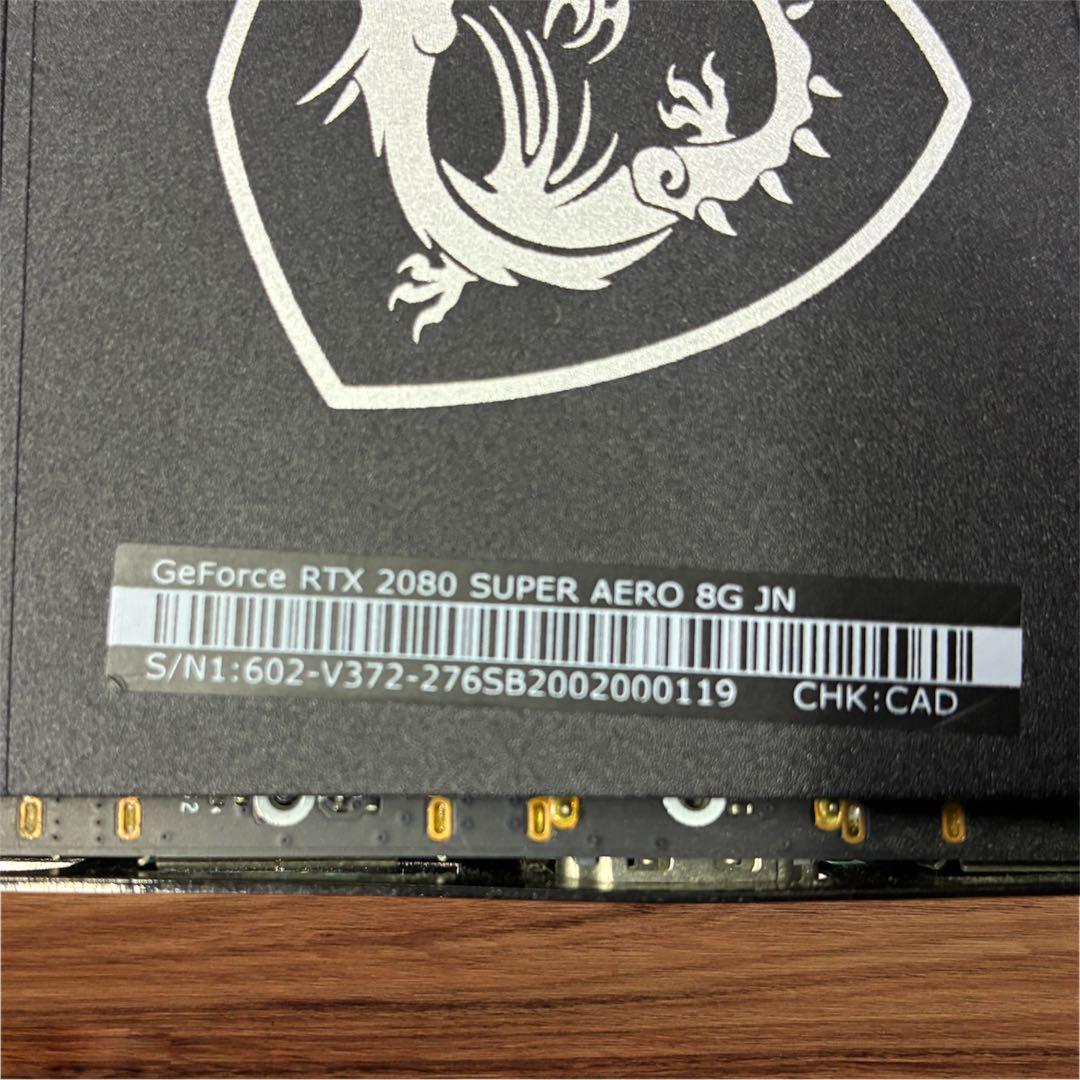 GeForce RTX 2080 SUPER AERO 8G JN
S/N1:602-V372-276SB2002000119 CHK:CAD